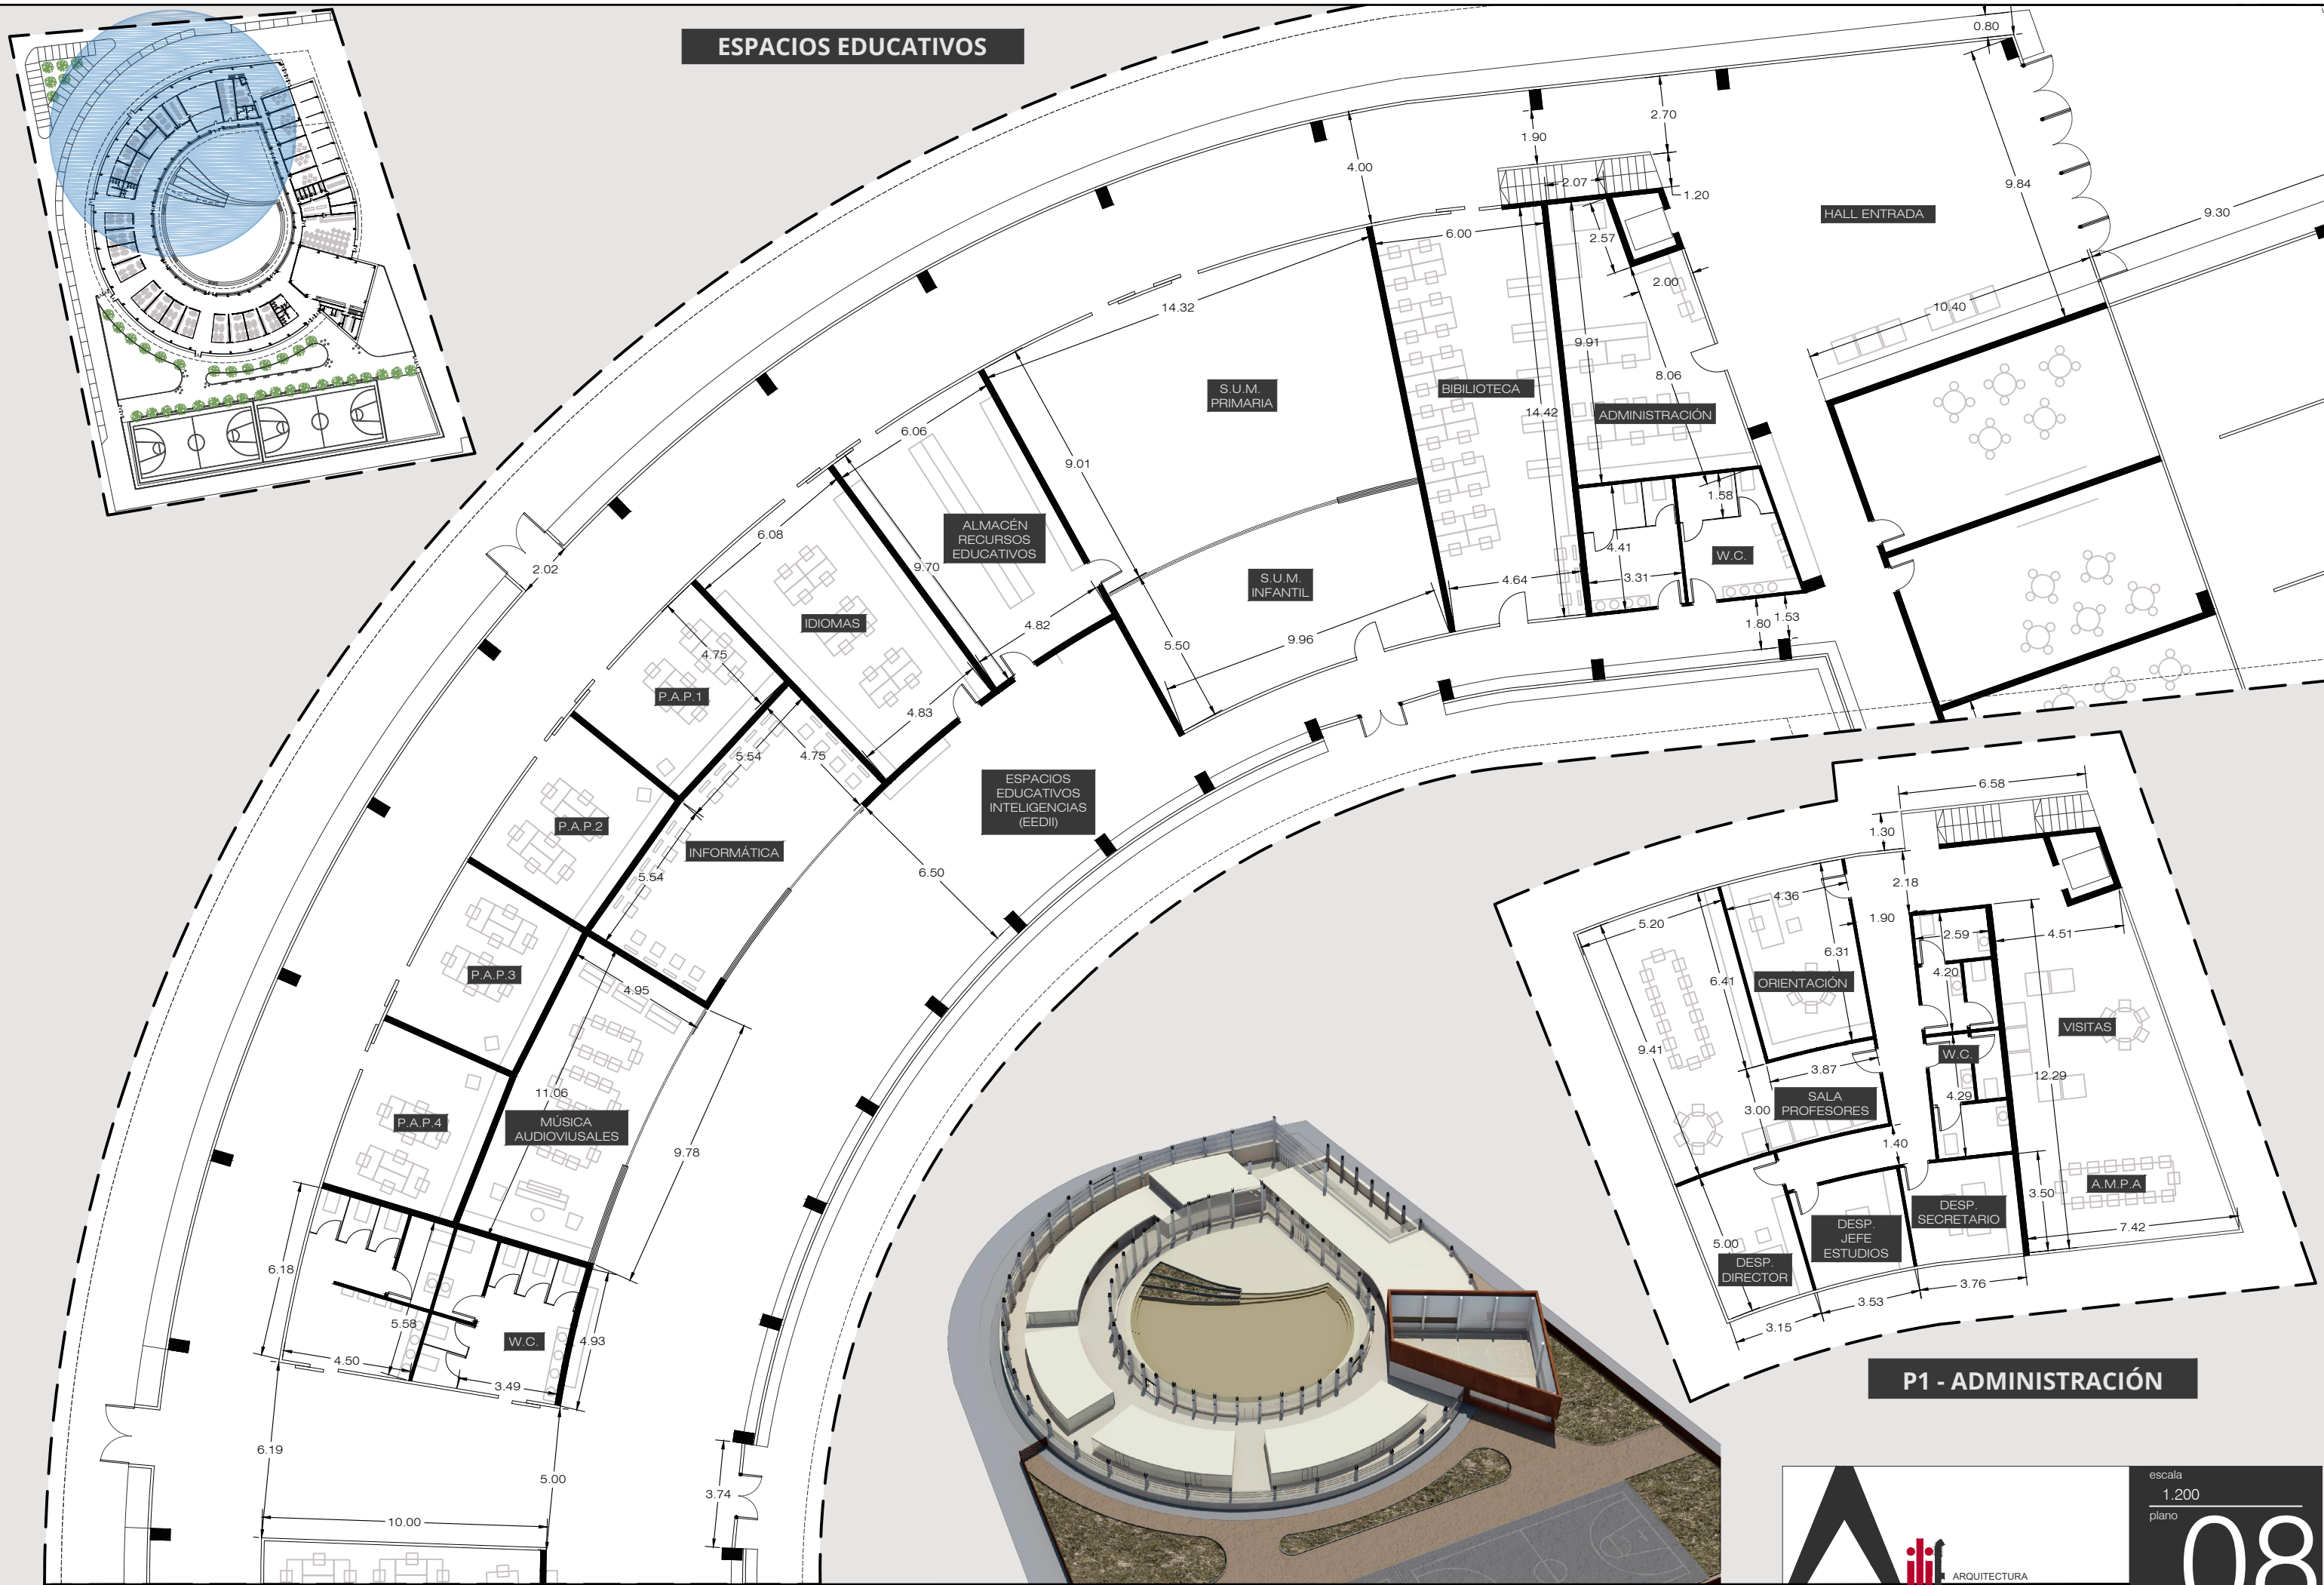 ESPACIOS EDUCATIVOS
0.80
2.70
1.90
4.00
2.07
1.20
9.84
HALL ENTRADA
9.30
6.00
2.57
2.00
14.32
10.40
9.91
8.06
S.U.M.
PRIMARIA
BIBILIOTECA
14.42
ADMINISTRACIÓN
6.06
9.01
1.58
ALMACÉN
RECURSOS
EDUCATIVOS
6.08
4.41
W.C.
9.70
2.02
S.U.M.
INFANTIL
4.64
3.31
IDIOMAS
4.82
1.80
1.53
9.96
5.50
4.75
P.A.P.1
4.83
5.54
4.75
ESPACIOS
EDUCATIVOS
INTELIGENCIAS
(EEDII)
P.A.P.2
INFORMÁTICA
6.50
5.54
P.A.P.3
4.95
11.06
P.A.P.4
MÚSICA
AUDIOVIUSALES
9.78
6.18
5.58
W.C.
4.93
4.50
3.49
6.19
5.00
3.74
10.00
6.58
1.30
2.18
4.36
5.20
1.90
2.59
4.51
6.31
6.41
4.20
ORIENTACIÓN
VISITAS
9.41
W.C.
3.87
12.29
4.29
SALA
PROFESORES
3.00
1.40
A.M.P.A
3.50
DESP.
SECRETARIO
7.42
DESP.
JEFE
ESTUDIOS
5.00
DESP.
DIRECTOR
3.76
3.53
3.15
P1 - ADMINISTRACIÓN
escala
1.200
plano
08
ARQUITECTURA